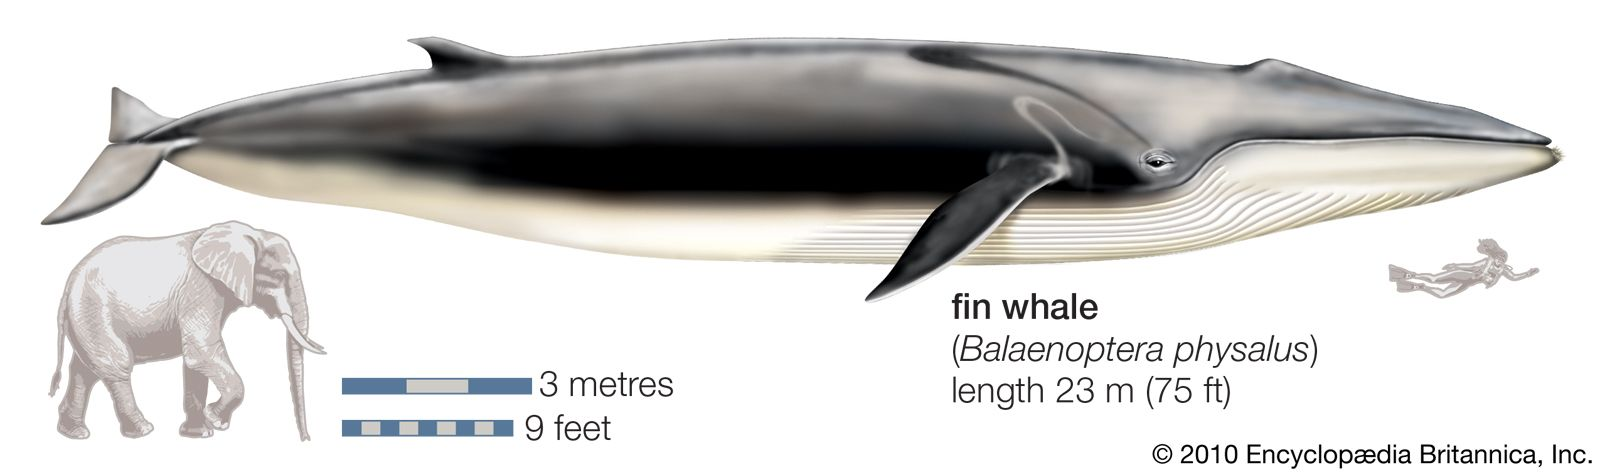 fin whale
(Balaenoptera physalus)
length 23 m (75 ft)
3 metres
9 feet
© 2010 Encyclopædia Britannica, Inc.